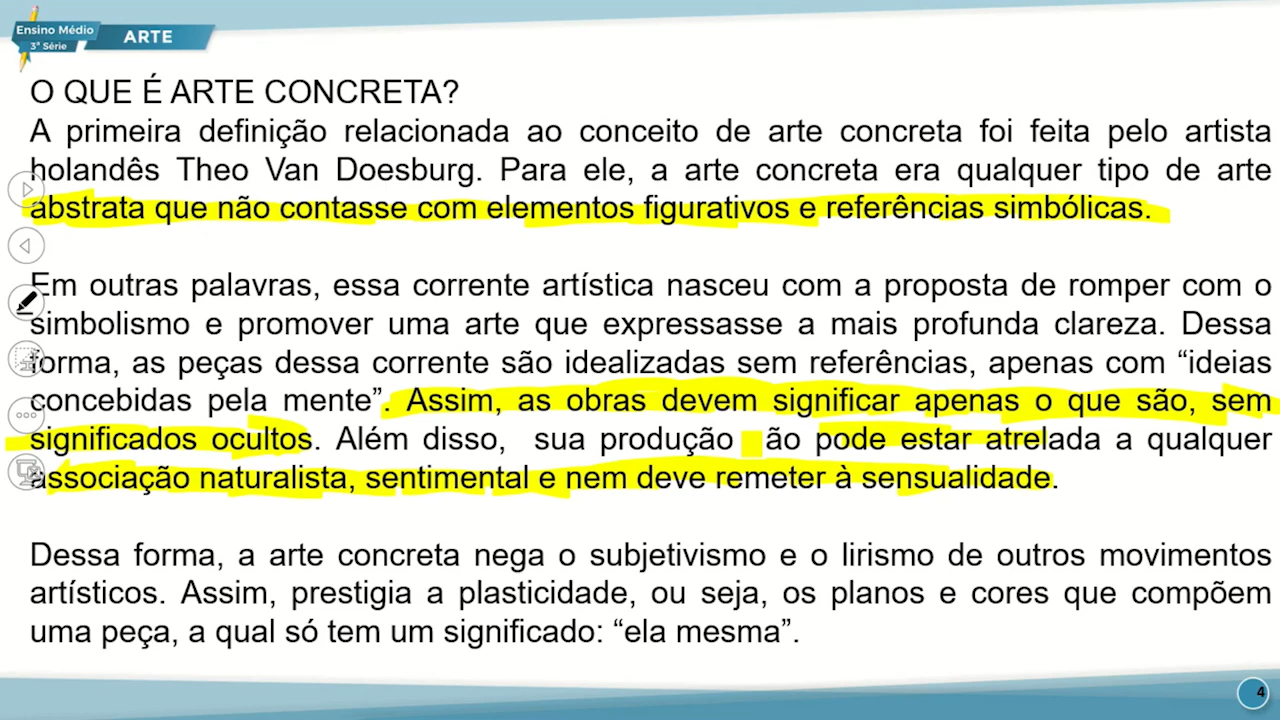 Ensino Médio
3ª Série
ARTE
O QUE É ARTE CONCRETA?
A primeira definição relacionada ao conceito de arte concreta foi feita pelo artista
holandês Theo Van Doesburg. Para ele, a arte concreta era qualquer tipo de arte
abstrata que não contasse com elementos figurativos e referências simbólicas.
Em outras palavras, essa corrente artística nasceu com a proposta de romper com o
simbolismo e promover uma arte que expressasse a mais profunda clareza. Dessa
forma, as peças dessa corrente são idealizadas sem referências, apenas com “ideias
concebidas pela mente”. Assim, as obras devem significar apenas o que são, sem
significados ocultos. Além disso, sua produção ão pode estar atrelada a qualquer
associação naturalista, sentimental e nem deve remeter à sensualidade.
Dessa forma, a arte concreta nega o subjetivismo e o lirismo de outros movimentos
artísticos. Assim, prestigia a plasticidade, ou seja, os planos e cores que compõem
uma peça, a qual só tem um significado: “ela mesma”.
4